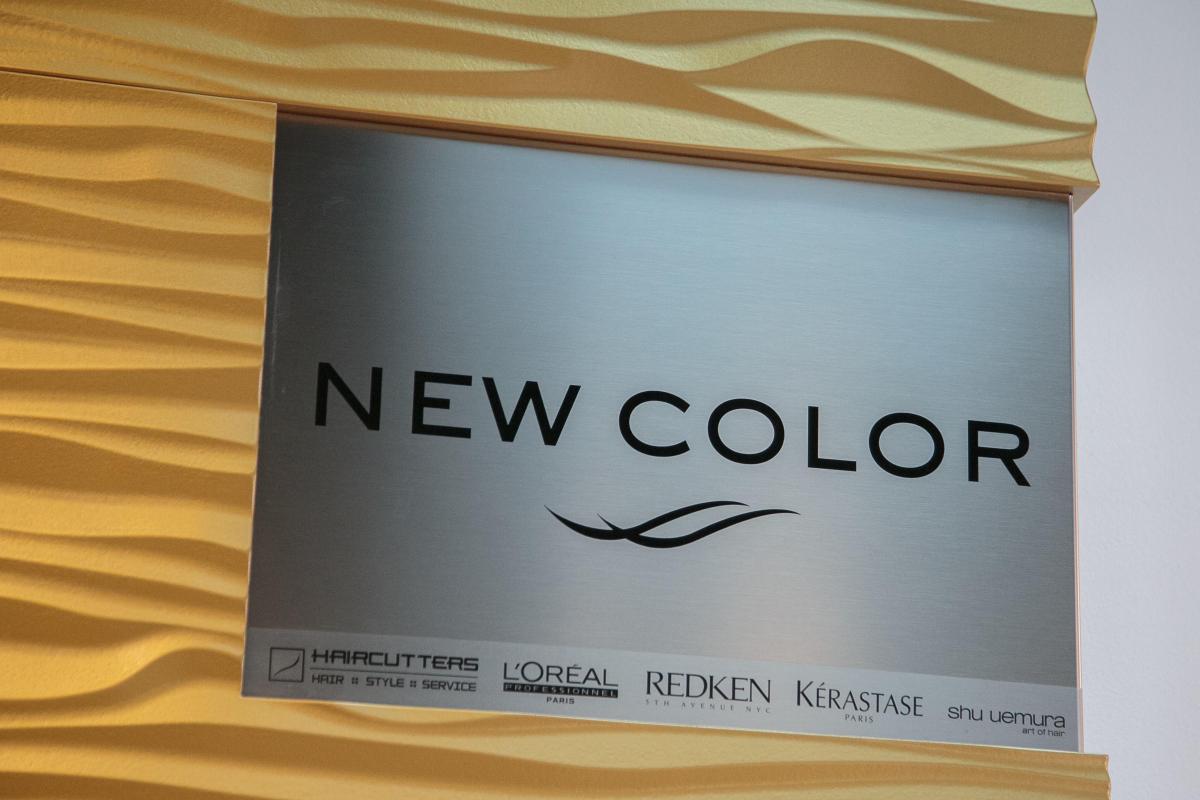 NEW COLOR
HAIRCUTTERS
HAIR :: STYLE :: SERVICE
L'ORÉAL
PROFESSIONNEL
PARIS
REDKEN
5TH AVENUE NYC
KÉRASTASE
PARIS
shu uemura
art of hair